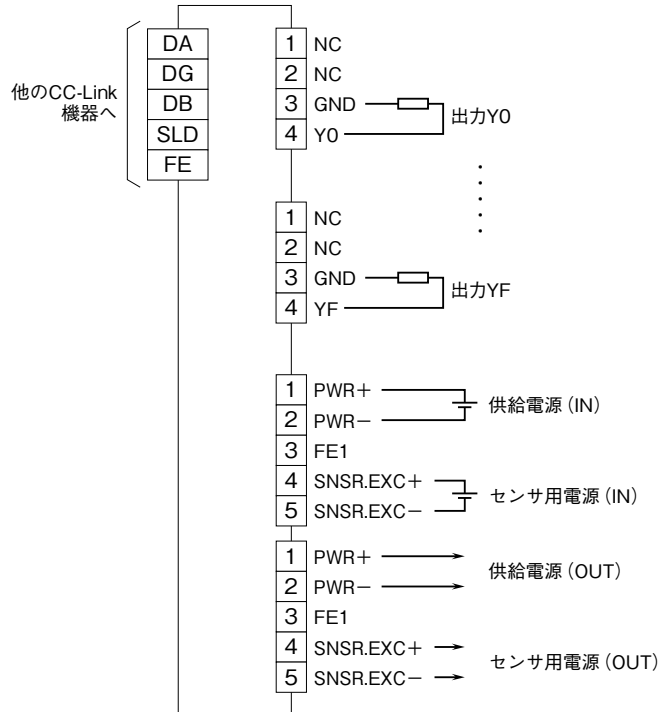 他のCC-Link
機器へ
DA
DG
DB
SLD
FE
1 NC
2 NC
3 GND
4 Y0
出力Y0
1 NC
2 NC
3 GND
4 YF
出力YF
1 PWR＋
2 PWR－
供給電源（IN）
3 FE1
4 SNSR.EXC＋
5 SNSR.EXC－
センサ用電源（IN）
1 PWR＋
2 PWR－
供給電源（OUT）
3 FE1
4 SNSR.EXC＋
5 SNSR.EXC－
センサ用電源（OUT）